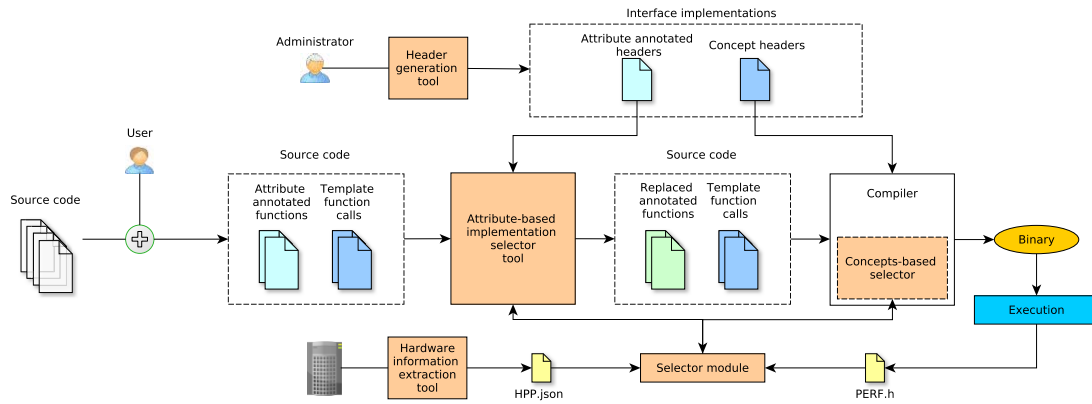 Interface implementations
Administrator
Header
generation
tool
Attribute annotated
headers
Concept headers
User
Source code
Source code
Source code
Attribute
annotated
functions
Template
function
calls
Attribute-based
implementation
selector
tool
Replaced
annotated
functions
Template
function
calls
Compiler
Concepts-based
selector
Binary
Execution
Hardware
information
extraction
tool
HPP.json
Selector module
PERF.h